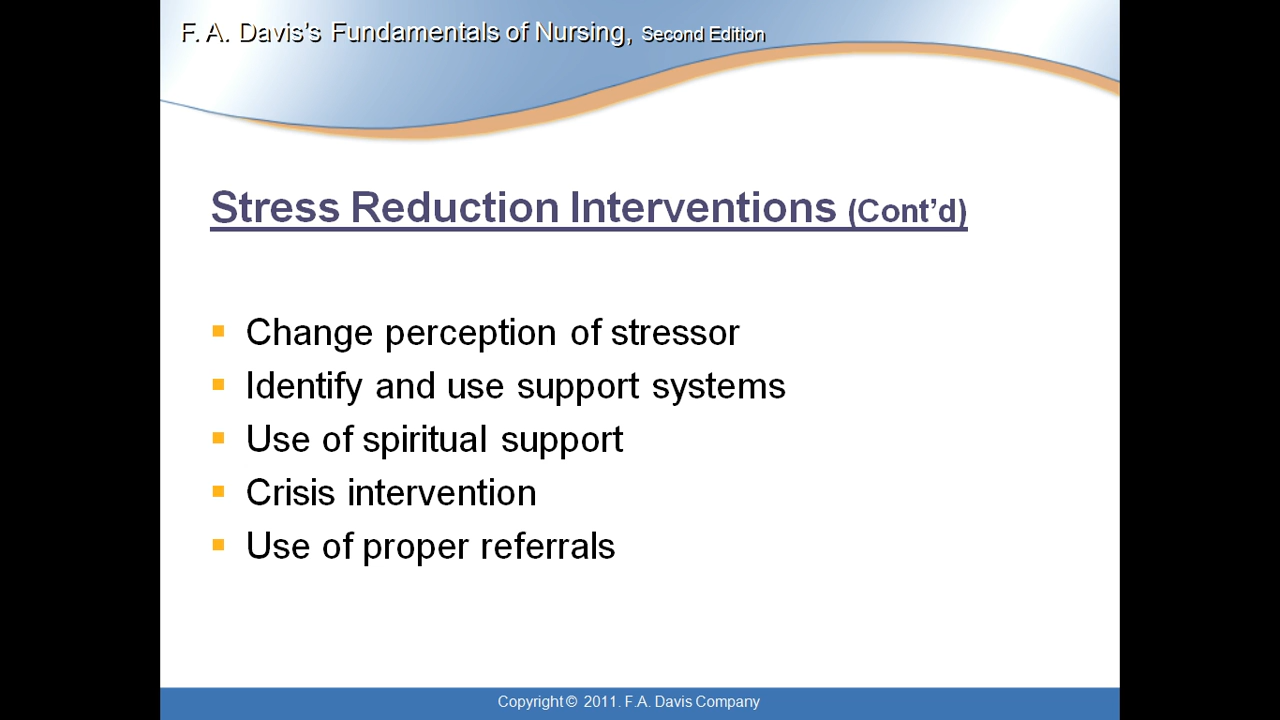 F. A. Davis's Fundamentals of Nursing, Second Edition
Stress Reduction Interventions (Cont’d)
Change perception of stressor
Identify and use support systems
Use of spiritual support
Crisis intervention
Use of proper referrals
Copyright © 2011. F.A. Davis Company